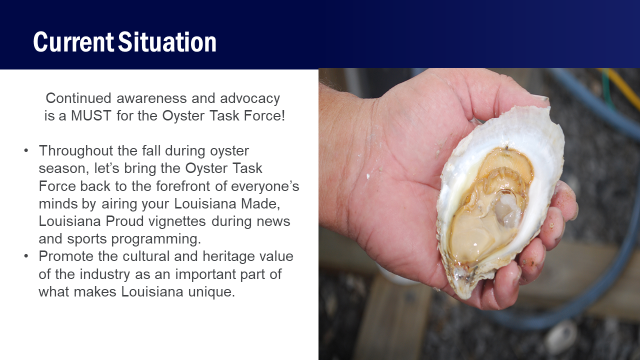 Current Situation
Continued awareness and advocacy
is a MUST for the Oyster Task Force!
• Throughout the fall during oyster
season, let’s bring the Oyster Task
Force back to the forefront of everyone’s
minds by airing your Louisiana Made,
Louisiana Proud vignettes during news
and sports programming.
• Promote the cultural and heritage value
of the industry as an important part of
what makes Louisiana unique.